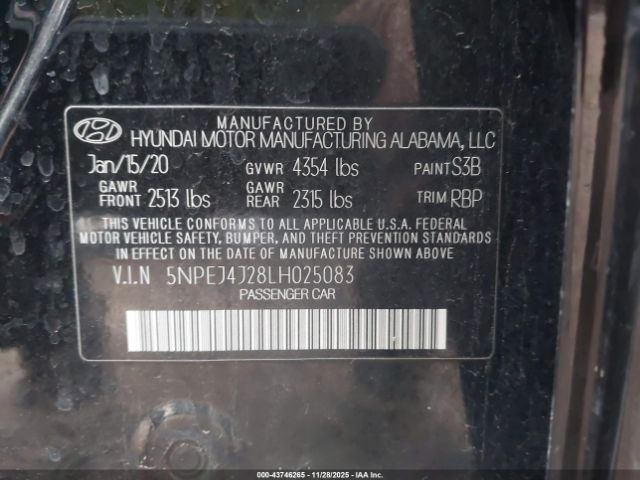 MANUFACTURED BY
HYUNDAI MOTOR MANUFACTURING ALABAMA, LLC
Jan/15/20 GVWR 4354 lbs PAINT S3B
GAWR FRONT 2513 lbs GAWR REAR 2315 lbs TRIM RBP
THIS VEHICLE CONFORMS TO ALL APPLICABLE U.S.A. FEDERAL
MOTOR VEHICLE SAFETY, BUMPER, AND THEFT PREVENTION STANDARDS
IN EFFECT ON THE DATE OF MANUFACTURE SHOWN ABOVE
V.I.N 5NPEJ4J28LH025083
PASSENGER CAR
000-43746265 - 11/28/2025 - IAAI.COM